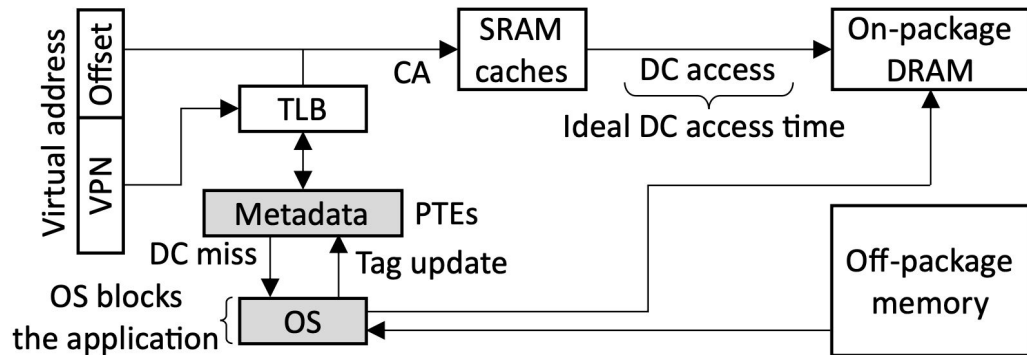 Virtual address
Offset
VPN
TLB
CA
SRAM
caches
DC access
Ideal DC access time
On-package
DRAM
Metadata
PTEs
DC miss
Tag update
OS blocks
the application
OS
Off-package
memory